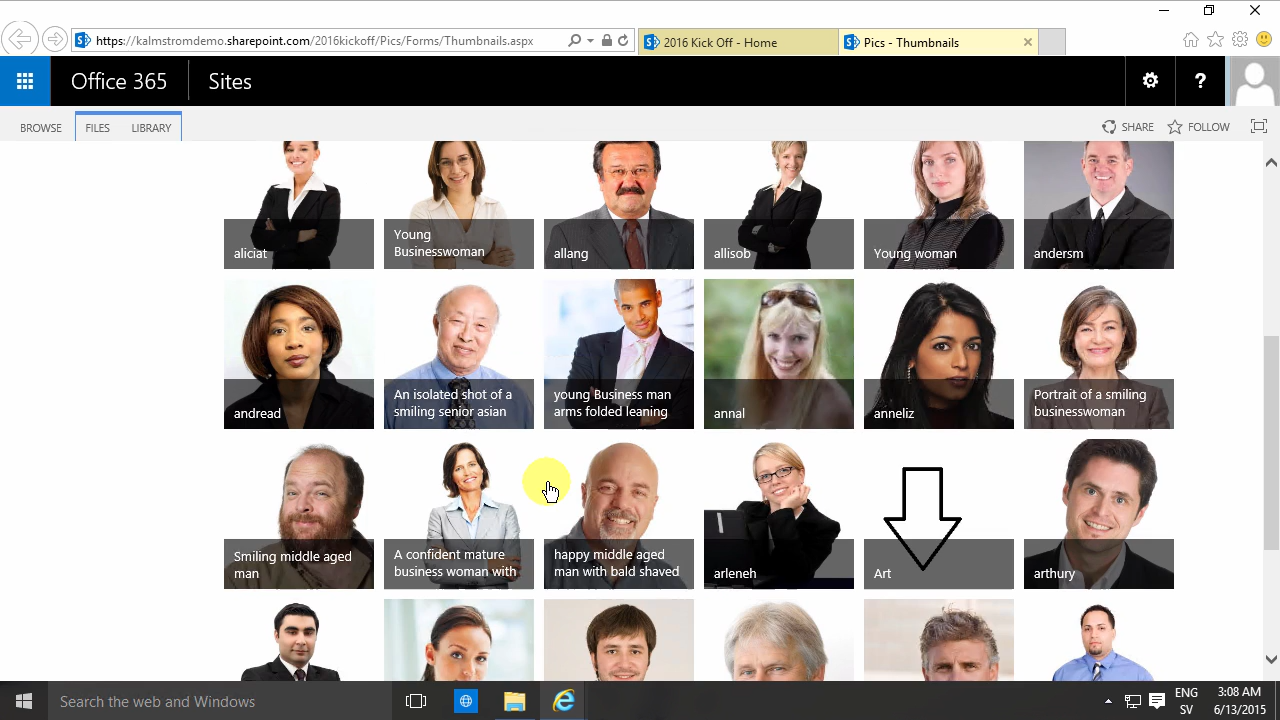 https://kalmstromdemo.sharepoint.com/2016kickoff/Pics/Forms/Thumbnails.aspx
2016 Kick Off - Home
Pics - Thumbnails
Office 365
Sites
?
BROWSE
FILES
LIBRARY
SHARE
FOLLOW
aliciat
Young
Businesswoman
allang
allisob
Young woman
andersm
andread
An isolated shot of a
smiling senior asian
young Business man
arms folded leaning
annal
anneliz
Portrait of a smiling
businesswoman
Smiling middle aged
man
A confident mature
business woman with
happy middle aged
man with bald shaved
arleneh
Art
arthury
Search the web and Windows
ENG
SV
3:08 AM
6/13/2015